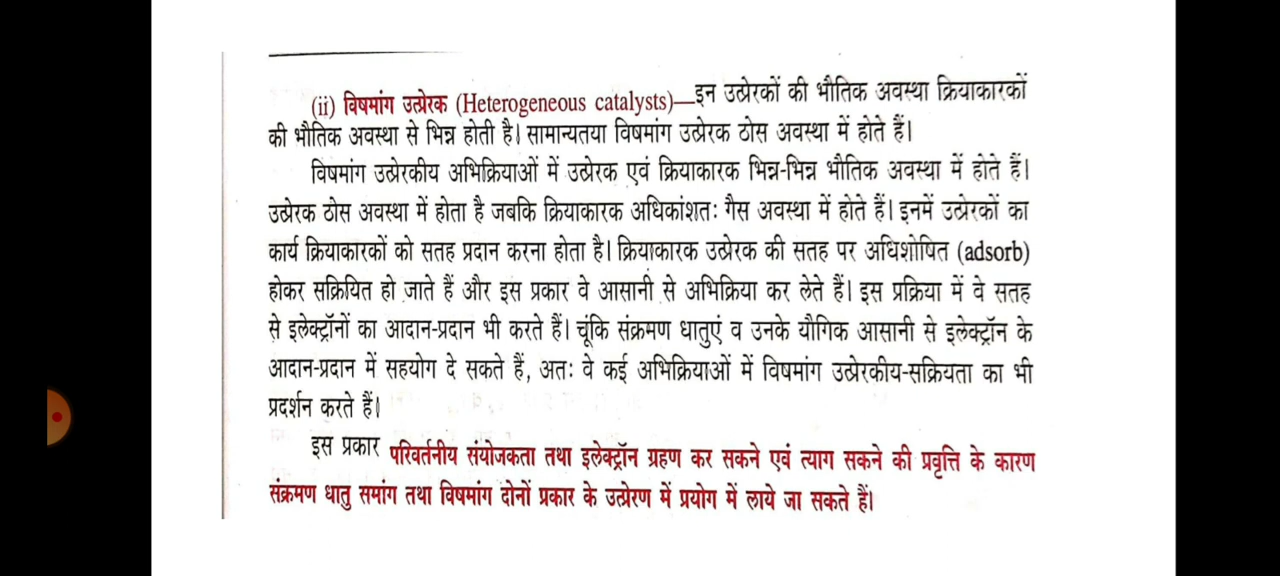 (ii) विषमांग उत्प्रेरक (Heterogeneous catalysts)—इन उत्प्रेरकों की भौतिक अवस्था क्रियाकारकों
की भौतिक अवस्था से भिन्न होती है। सामान्यतया विषमांग उत्प्रेरक ठोस अवस्था में होते हैं।
विषमांग उत्प्रेरकीय अभिक्रियाओं में उत्प्रेरक एवं क्रियाकारक भिन्न-भिन्न भौतिक अवस्था में होते हैं।
उत्प्रेरक ठोस अवस्था में होता है जबकि क्रियाकारक अधिकांशतः गैस अवस्था में होते हैं। इनमें उत्प्रेरकों का
कार्य क्रियाकारकों को सतह प्रदान करना होता है। क्रियाकारक उत्प्रेरक की सतह पर अधिशोषित (adsorb)
होकर सक्रियित हो जाते हैं और इस प्रकार वे आसानी से अभिक्रिया कर लेते हैं। इस प्रक्रिया में वे सतह
से इलेक्ट्रॉनों का आदान-प्रदान भी करते हैं। चूंकि संक्रमण धातुएं व उनके यौगिक आसानी से इलेक्ट्रॉन के
आदान-प्रदान में सहयोग दे सकते हैं, अतः वे कई अभिक्रियाओं में विषमांग उत्प्रेरकीय-सक्रियता का भी
प्रदर्शन करते हैं।
इस प्रकार परिवर्तनीय संयोजकता तथा इलेक्ट्रॉन ग्रहण कर सकने एवं त्याग सकने की प्रवृत्ति के कारण
संक्रमण धातु समांग तथा विषमांग दोनों प्रकार के उत्प्रेरण में प्रयोग में लाये जा सकते हैं।